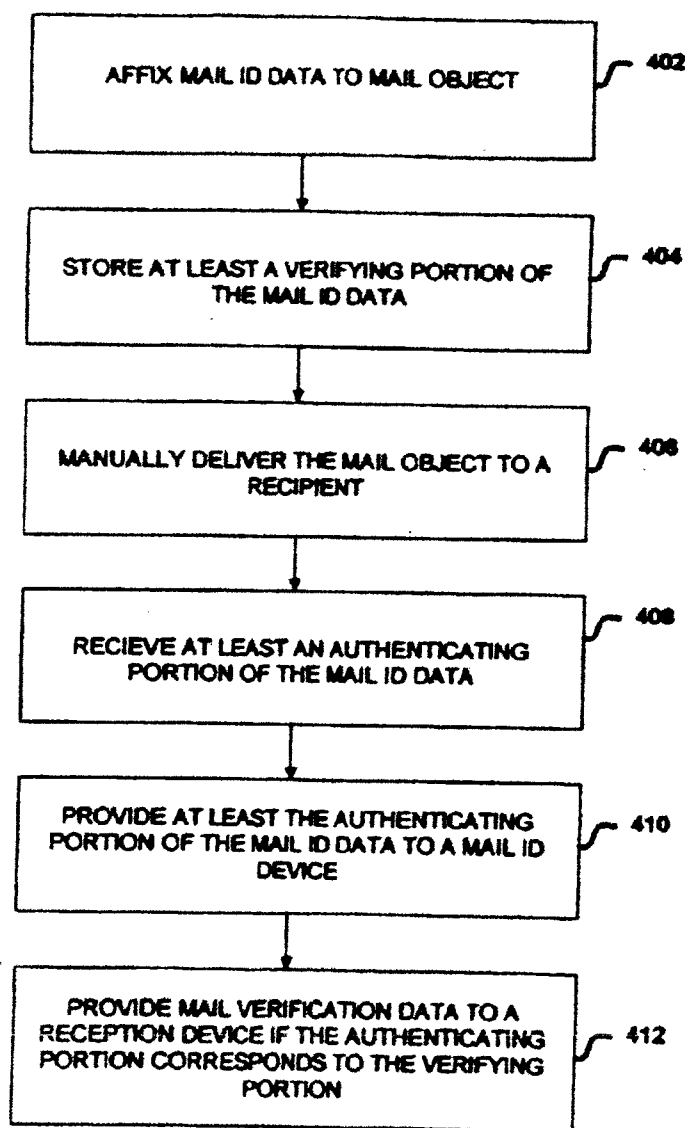 AFFIX MAIL ID DATA TO MAIL OBJECT
402
STORE AT LEAST A VERIFYING PORTION OF
THE MAIL ID DATA
404
MANUALLY DELIVER THE MAIL OBJECT TO A
RECIPIENT
406
RECIEVE AT LEAST AN AUTHENTICATING
PORTION OF THE MAIL ID DATA
408
PROVIDE AT LEAST THE AUTHENTICATING
PORTION OF THE MAIL ID DATA TO A MAIL ID
DEVICE
410
PROVIDE MAIL VERIFICATION DATA TO A
RECEPTION DEVICE IF THE AUTHENTICATING
PORTION CORRESPONDS TO THE VERIFYING
PORTION
412